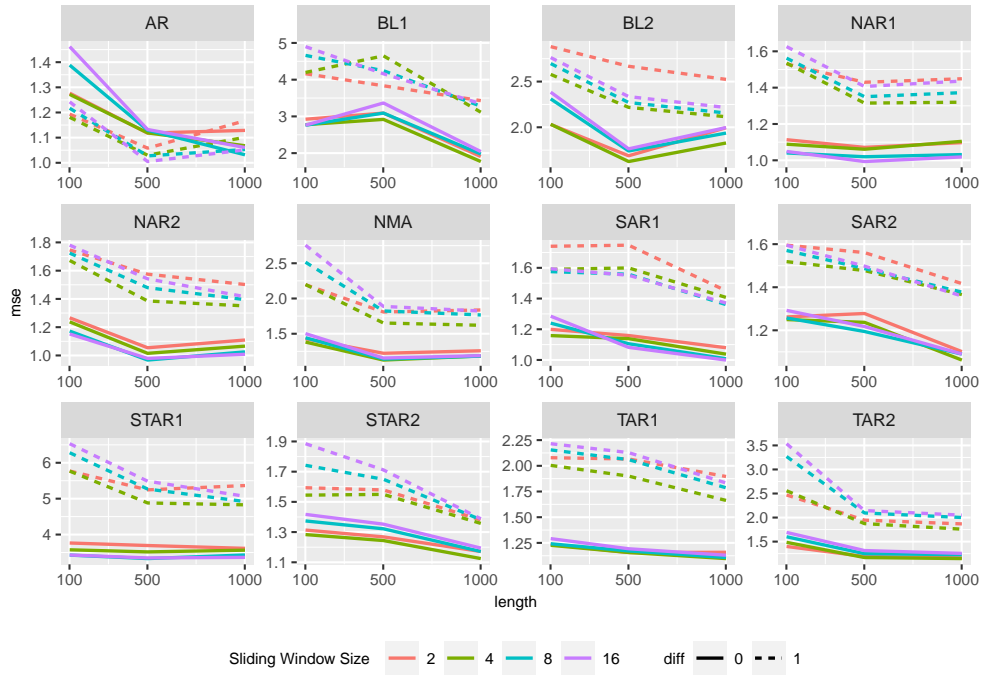 AR BL1 BL2 NAR1
1.4 1.3 1.2 1.1 1.0
5 4 3 2
2.5 2.0
1.6 1.4 1.2 1.0
100 500 1000 100 500 1000 100 500 1000 100 500 1000
NAR2 NMA SAR1 SAR2
1.8 1.6 1.4 1.2 1.0
2.5 2.0 1.5
1.6 1.4 1.2 1.0
1.6 1.4 1.2
100 500 1000 100 500 1000 100 500 1000 100 500 1000
mse
STAR1 STAR2 TAR1 TAR2
6 5 4
1.9 1.7 1.5 1.3 1.1
2.25 2.00 1.75 1.50 1.25
3.5 3.0 2.5 2.0 1.5
100 500 1000 100 500 1000 100 500 1000 100 500 1000
length
Sliding Window Size 2 4 8 16 diff 0 1